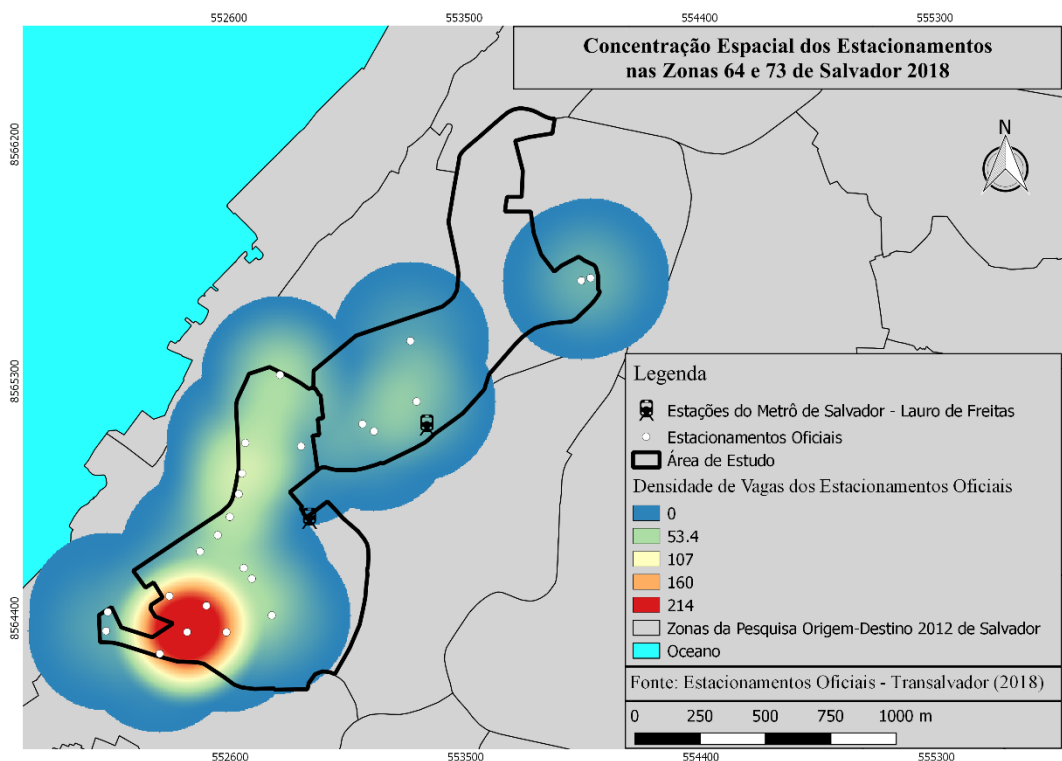 552600 553500 554400 555300
Concentração Espacial dos Estacionamentos
nas Zonas 64 e 73 de Salvador 2018
8566200
N
8565300
Legenda
Estações do Metrô de Salvador - Lauro de Freitas
Estacionamentos Oficiais
Área de Estudo
Densidade de Vagas dos Estacionamentos Oficiais
0
53.4
107
160
214
8564400
Zonas da Pesquisa Origem-Destino 2012 de Salvador
Oceano
Fonte: Estacionamentos Oficiais - Transalvador (2018)
0 250 500 750 1000 m
552600 553500 554400 555300